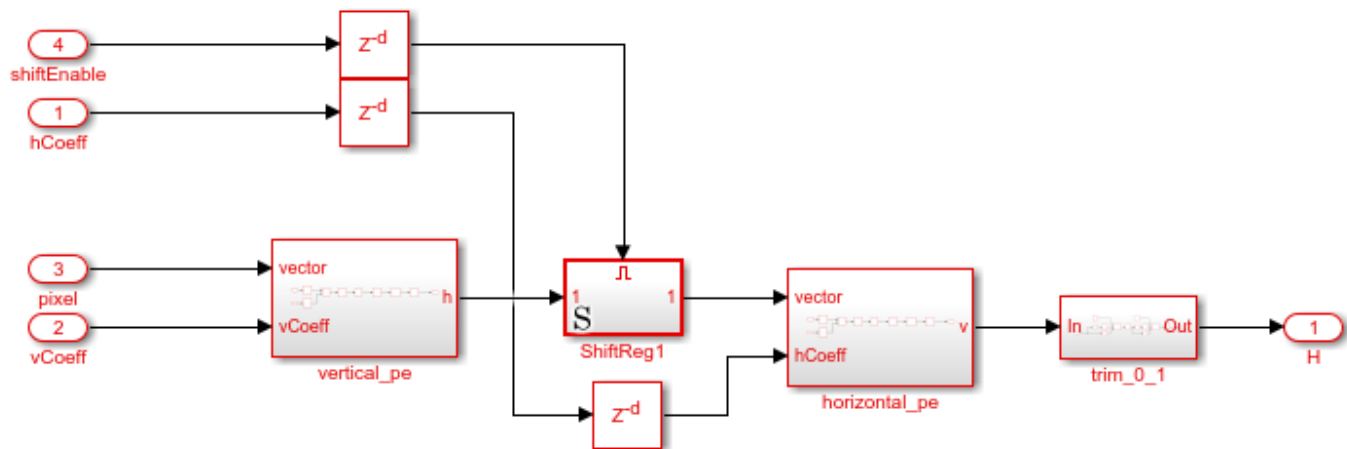 4
Z-d
shiftEnable
1
Z-d
hCoeff
3
vector
pixel
h
1
1
S
ShiftReg1
2
vCoeff
vCoeff
vertical_pe
vector
v
hCoeff
horizontal_pe
In
Out
trim_0_1
1
H
Z-d